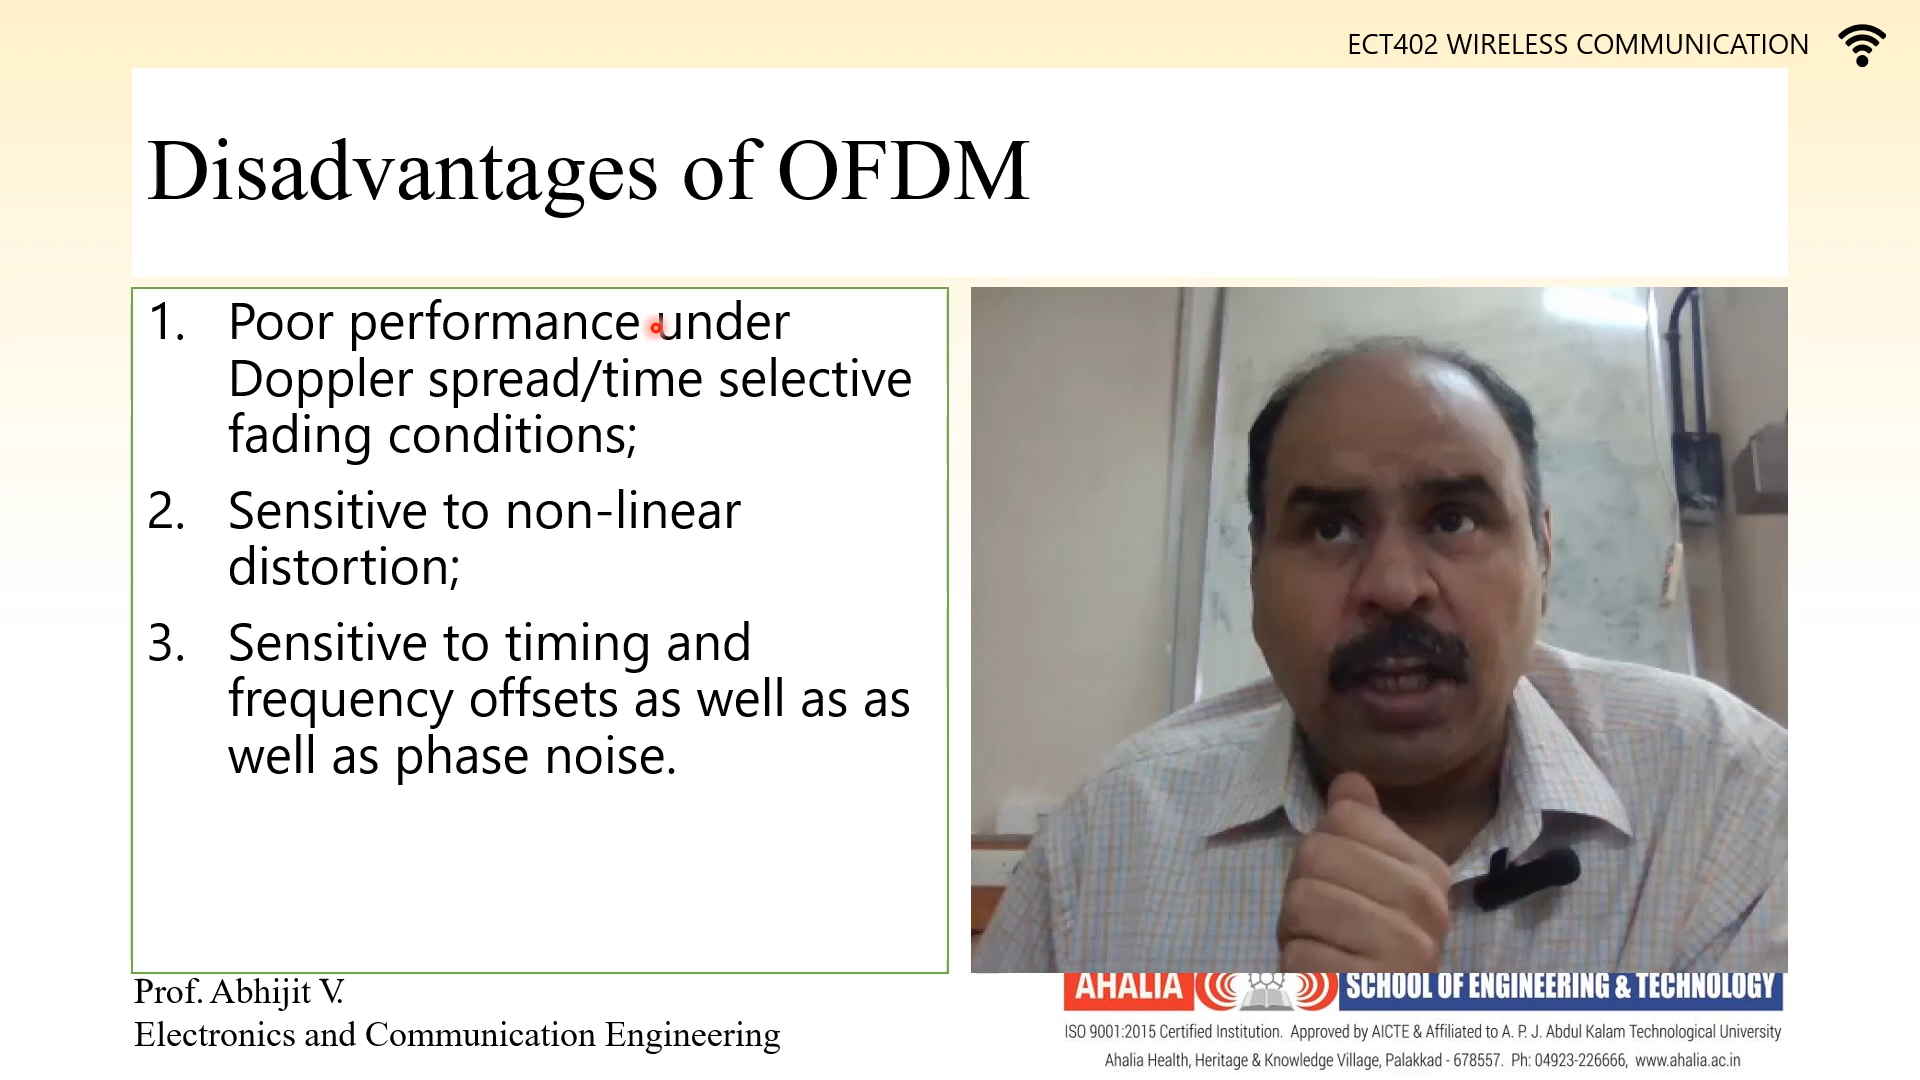 ECT402 WIRELESS COMMUNICATION
Disadvantages of OFDM
1. Poor performance under
Doppler spread/time selective
fading conditions;
2. Sensitive to non-linear
distortion;
3. Sensitive to timing and
frequency offsets as well as as
well as phase noise.
Prof. Abhijit V.
Electronics and Communication Engineering
AHALIA SCHOOL OF ENGINEERING & TECHNOLOGY
ISO 9001:2015 Certified Institution. Approved by AICTE & Affiliated to A. P. J. Abdul Kalam Technological University
Ahalia Health, Heritage & Knowledge Village, Palakkad - 678557. Ph: 04923-226666, www.ahalia.ac.in